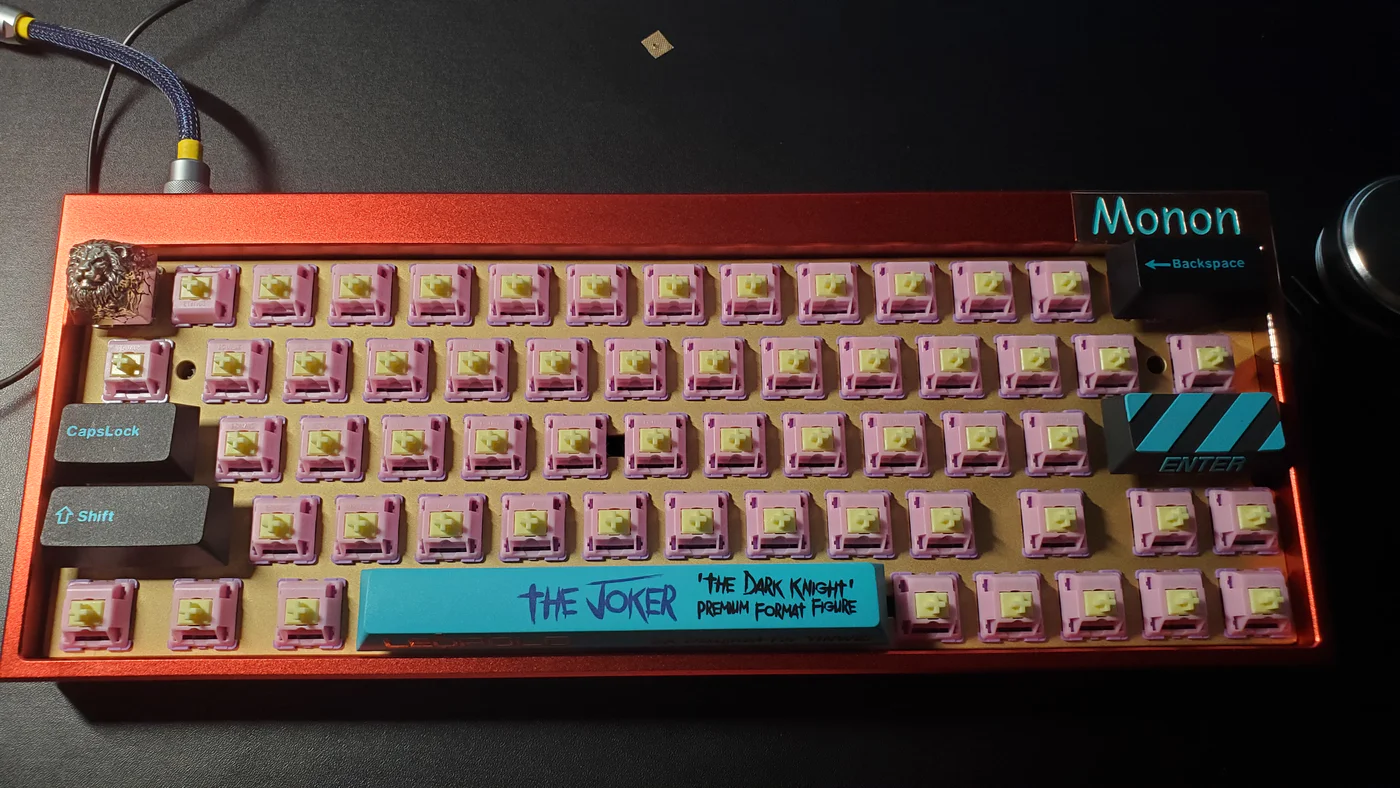 Monon
←Backspace
CapsLock
ENTER
⇧ Shift
THE JOKER
'THE DARK KNIGHT'
PREMIUM FORMAT FIGURE